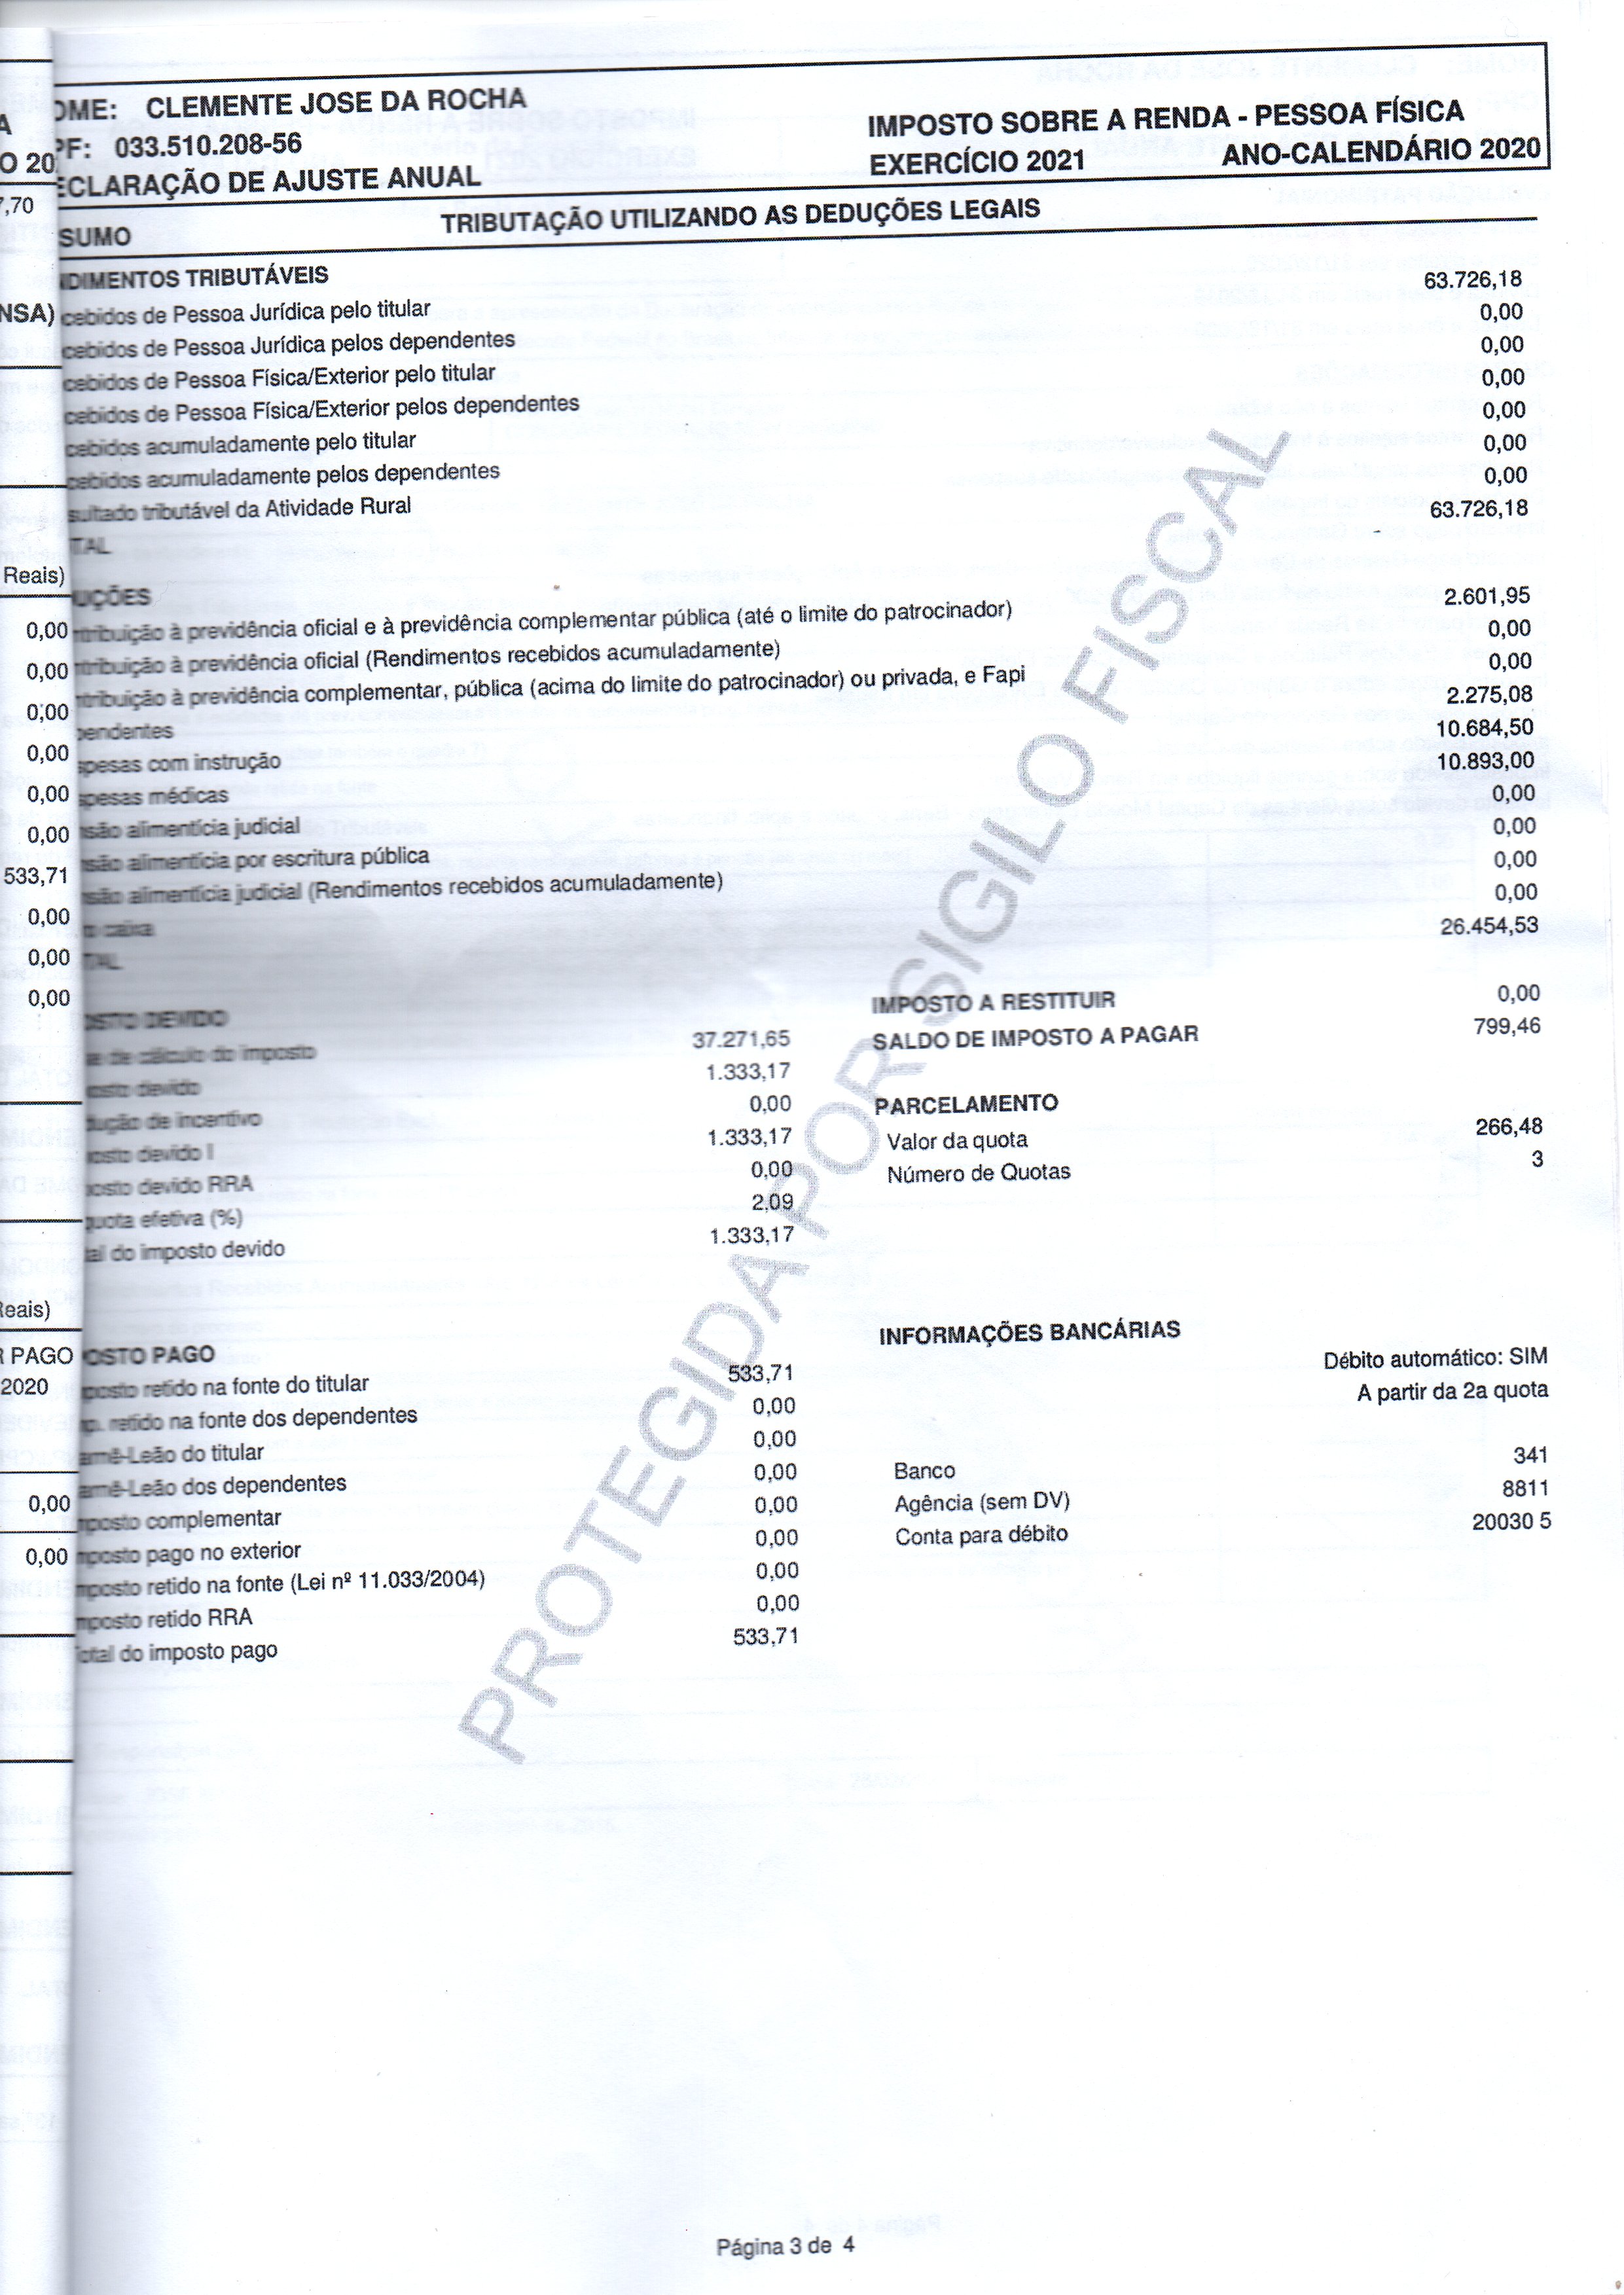 OME: CLEMENTE JOSE DA ROCHA
PF: 033.510.208-56
ECLARAÇÃO DE AJUSTE ANUAL
IMPOSTO SOBRE A RENDA - PESSOA FÍSICA
EXERCÍCIO 2021 ANO-CALENDÁRIO 2020
SUMO TRIBUTAÇÃO UTILIZANDO AS DEDUÇÕES LEGAIS
NDIMENTOS TRIBUTÁVEIS
cebidos de Pessoa Jurídica pelo titular 63.726,18
cebidos de Pessoa Jurídica pelos dependentes 0,00
cebidos de Pessoa Física/Exterior pelo titular 0,00
cebidos de Pessoa Física/Exterior pelos dependentes 0,00
cebidos acumuladamente pelo titular 0,00
cebidos acumuladamente pelos dependentes 0,00
sultado tributável da Atividade Rural 0,00
TAL 63.726,18
UÇÕES
ntribuição à previdência oficial e à previdência complementar pública (até o limite do patrocinador) 2.601,95
ntribuição à previdência oficial (Rendimentos recebidos acumuladamente) 0,00
ntribuição à previdência complementar, pública (acima do limite do patrocinador) ou privada, e Fapi 0,00
pendentes 2.275,08
spesas com instrução 10.684,50
spesas médicas 10.893,00
nsão alimentícia judicial 0,00
nsão alimentícia por escritura pública 0,00
nsão alimentícia judicial (Rendimentos recebidos acumuladamente) 0,00
o caixa 0,00
TAL 26.454,53
OSTO DEVIDO
e de cálculo do imposto 37.271,65
osto devido 1.333,17
dução de incentivo 0,00
osto devido I 1.333,17
osto devido RRA 0,00
quota efetiva (%) 2,09
tal do imposto devido 1.333,17
IMPOSTO A RESTITUIR 0,00
SALDO DE IMPOSTO A PAGAR 799,46
PARCELAMENTO
Valor da quota 266,48
Número de Quotas 3
OSTO PAGO
posto retido na fonte do titular 533,71
p. retido na fonte dos dependentes 0,00
arnê-Leão do titular 0,00
arnê-Leão dos dependentes 0,00
mposto complementar 0,00
mposto pago no exterior 0,00
mposto retido na fonte (Lei nº 11.033/2004) 0,00
mposto retido RRA 0,00
otal do imposto pago 533,71
INFORMAÇÕES BANCÁRIAS
Débito automático: SIM
A partir da 2a quota
Banco 341
Agência (sem DV) 8811
Conta para débito 20030 5
PROTEGIDA POR SIGILO FISCAL
Página 3 de 4
A
O 20
7,70
NSA)
Reais)
0,00
0,00
0,00
0,00
0,00
0,00
533,71
0,00
0,00
0,00
Reais)
R PAGO
2020
0,00
0,00